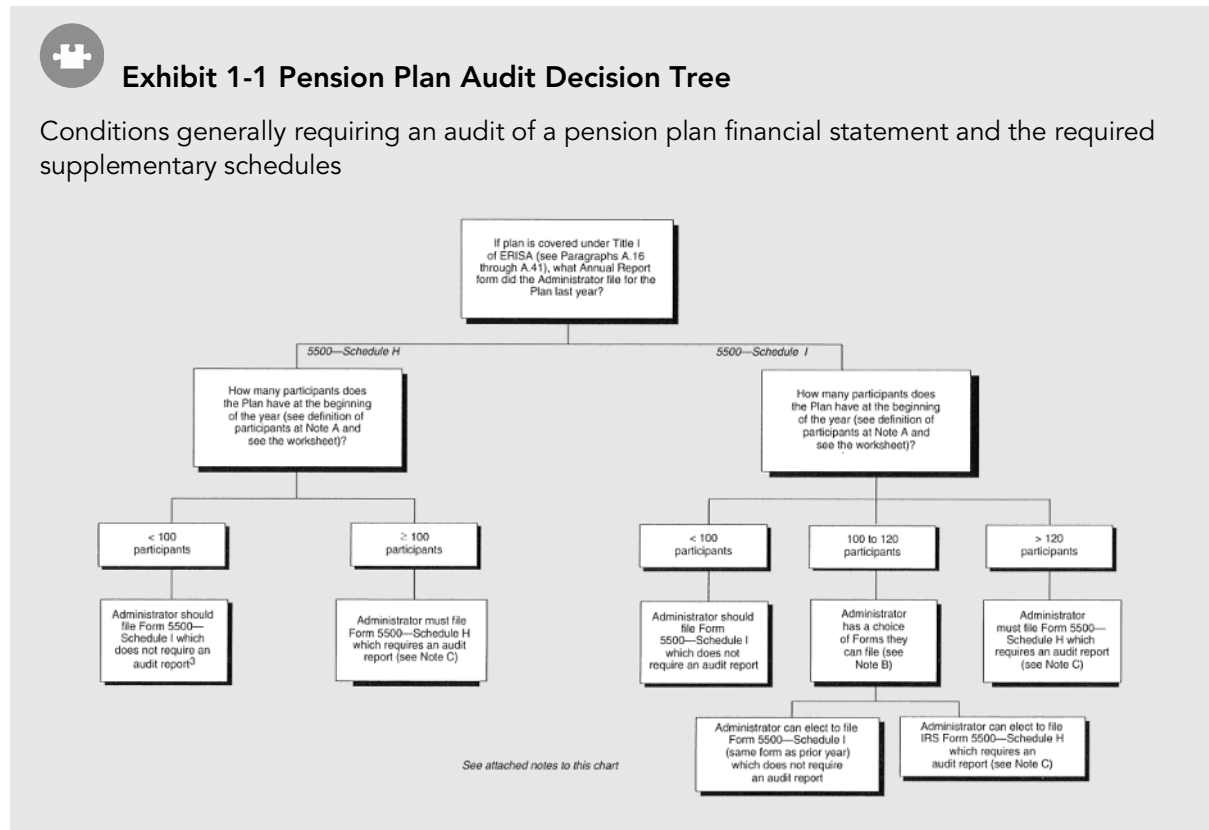 Exhibit 1-1 Pension Plan Audit Decision Tree
Conditions generally requiring an audit of a pension plan financial statement and the required
supplementary schedules
If plan is covered under Title I
of ERISA (see Paragraphs A.16
through A.41), what Annual Report
form did the Administrator file for the
Plan last year?
5500—Schedule H
5500—Schedule I
How many participants does
the Plan have at the beginning
of the year (see definition of
participants at Note A and
see the worksheet)?
How many participants does
the Plan have at the beginning
of the year (see definition of
participants at Note A and
see the worksheet)?
< 100
participants
≥ 100
participants
< 100
participants
100 to 120
participants
> 120
participants
Administrator should
file Form 5500—
Schedule I which
does not require an
audit report3
Administrator must file
Form 5500—Schedule H
which requires an audit
report (see Note C)
Administrator should
file Form
5500—Schedule I
which does not
require an audit report
Administrator
has a choice
of Forms they
can file (see
Note B)
Administrator
must file Form 5500—
Schedule H which
requires an audit report
(see Note C)
Administrator can elect to file
Form 5500—Schedule I
(same form as prior year)
which does not require
an audit report
Administrator can elect to file
IRS Form 5500—Schedule H
which requires an
audit report (see Note C)
See attached notes to this chart